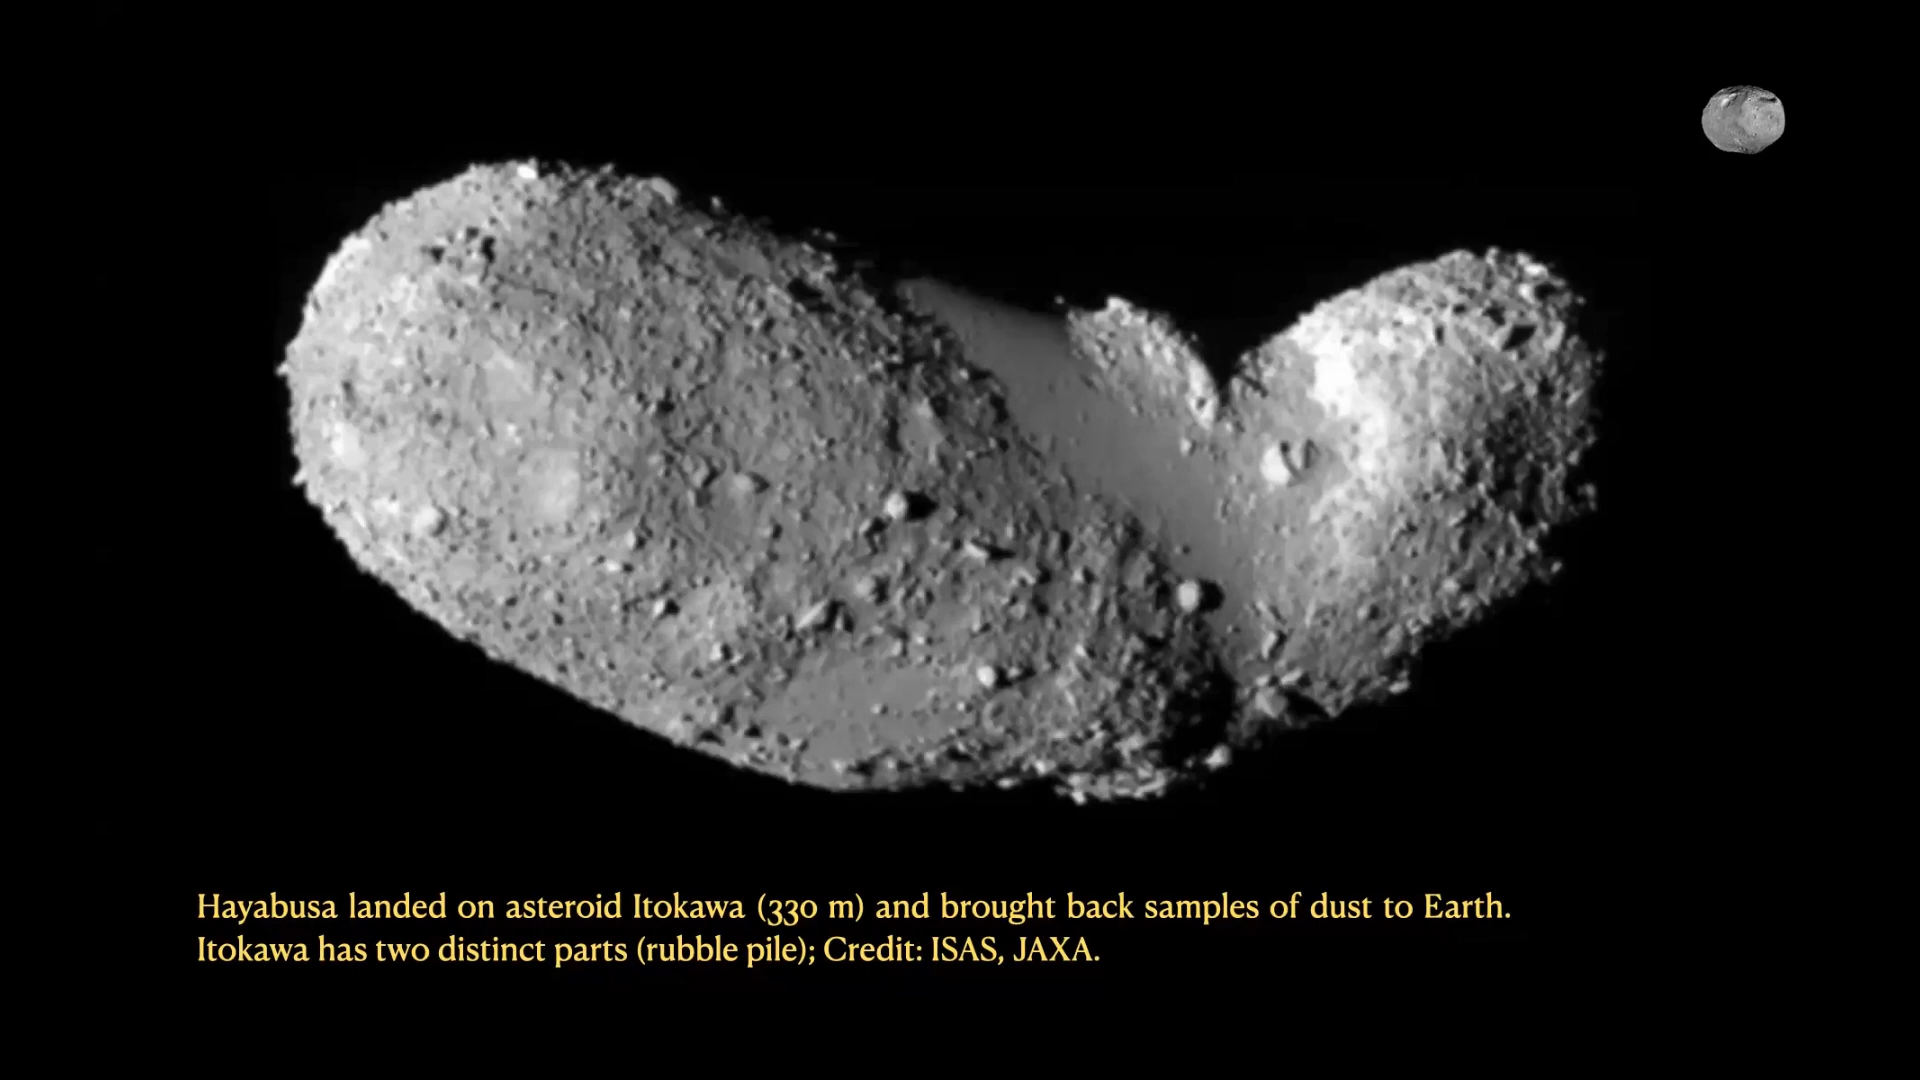 Hayabusa landed on asteroid Itokawa (330 m) and brought back samples of dust to Earth.
Itokawa has two distinct parts (rubble pile); Credit: ISAS, JAXA.